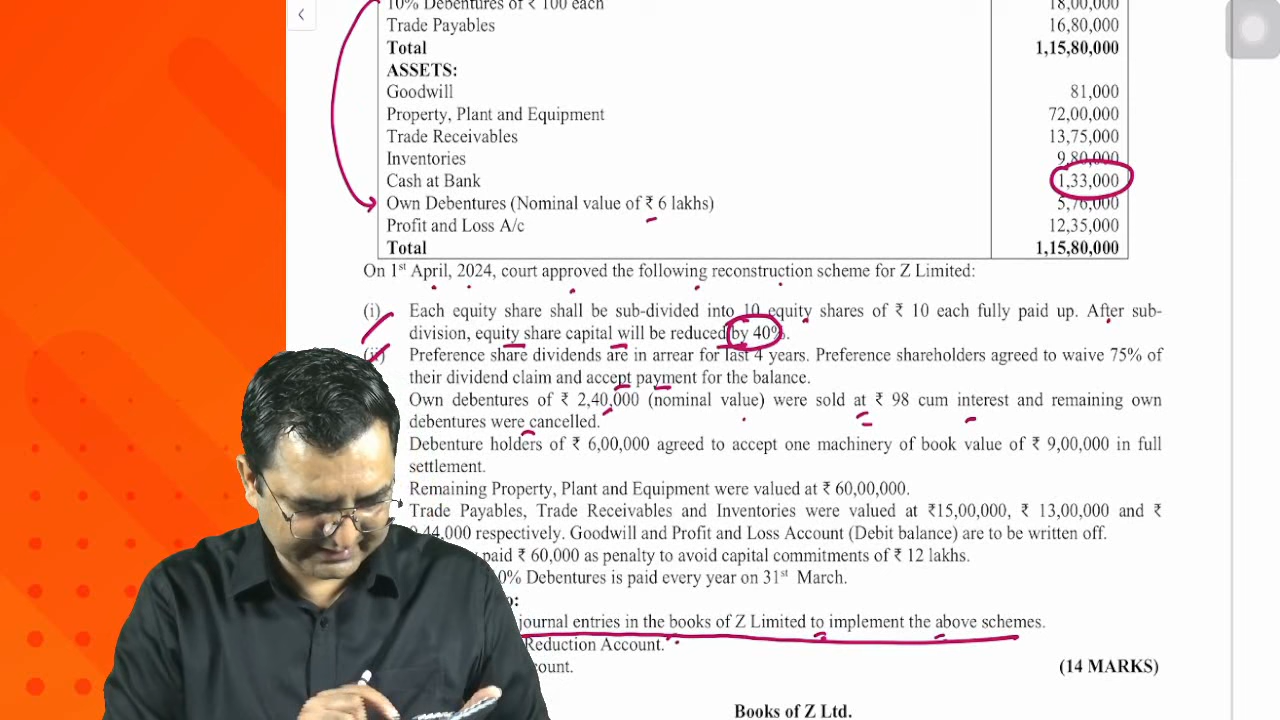 10% Debentures of ₹ 100 each 18,00,000
Trade Payables 16,80,000
Total 1,15,80,000
ASSETS:
Goodwill 81,000
Property, Plant and Equipment 72,00,000
Trade Receivables 13,75,000
Inventories 9,80,000
Cash at Bank 1,33,000
Own Debentures (Nominal value of ₹ 6 lakhs) 5,76,000
Profit and Loss A/c 12,35,000
Total 1,15,80,000
On 1st April, 2024, court approved the following reconstruction scheme for Z Limited:
(i) Each equity share shall be sub-divided into 10 equity shares of ₹ 10 each fully paid up. After sub-
division, equity share capital will be reduced by 40%.
(ii) Preference share dividends are in arrear for last 4 years. Preference shareholders agreed to waive 75% of
their dividend claim and accept payment for the balance.
Own debentures of ₹ 2,40,000 (nominal value) were sold at ₹ 98 cum interest and remaining own
debentures were cancelled.
Debenture holders of ₹ 6,00,000 agreed to accept one machinery of book value of ₹ 9,00,000 in full
settlement.
Remaining Property, Plant and Equipment were valued at ₹ 60,00,000.
Trade Payables, Trade Receivables and Inventories were valued at ₹15,00,000, ₹ 13,00,000 and ₹
44,000 respectively. Goodwill and Profit and Loss Account (Debit balance) are to be written off.
paid ₹ 60,000 as penalty to avoid capital commitments of ₹ 12 lakhs.
0% Debentures is paid every year on 31st March.
journal entries in the books of Z Limited to implement the above schemes.
Reduction Account.
(14 MARKS)
Books of Z Ltd.